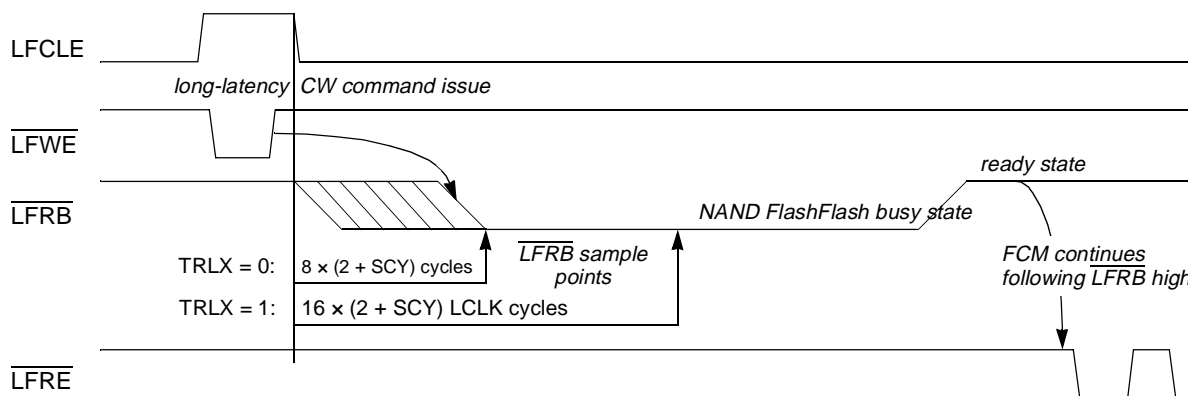 LFCLE
long-latency CW command issue
LFWE
ready state
LFRB
NAND FlashFlash busy state
TRLX = 0: 8 × (2 + SCY) cycles
LFRB sample
points
FCM continues
following LFRB high
TRLX = 1: 16 × (2 + SCY) LCLK cycles
LFRE